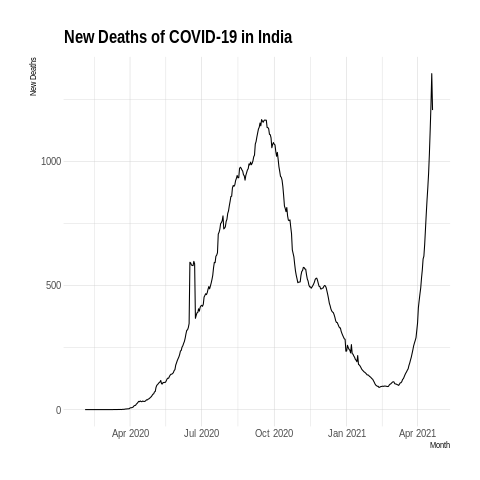 New Deaths of COVID-19 in India
New Deaths
1000
500
0
Apr 2020 Jul 2020 Oct 2020 Jan 2021 Apr 2021
Month